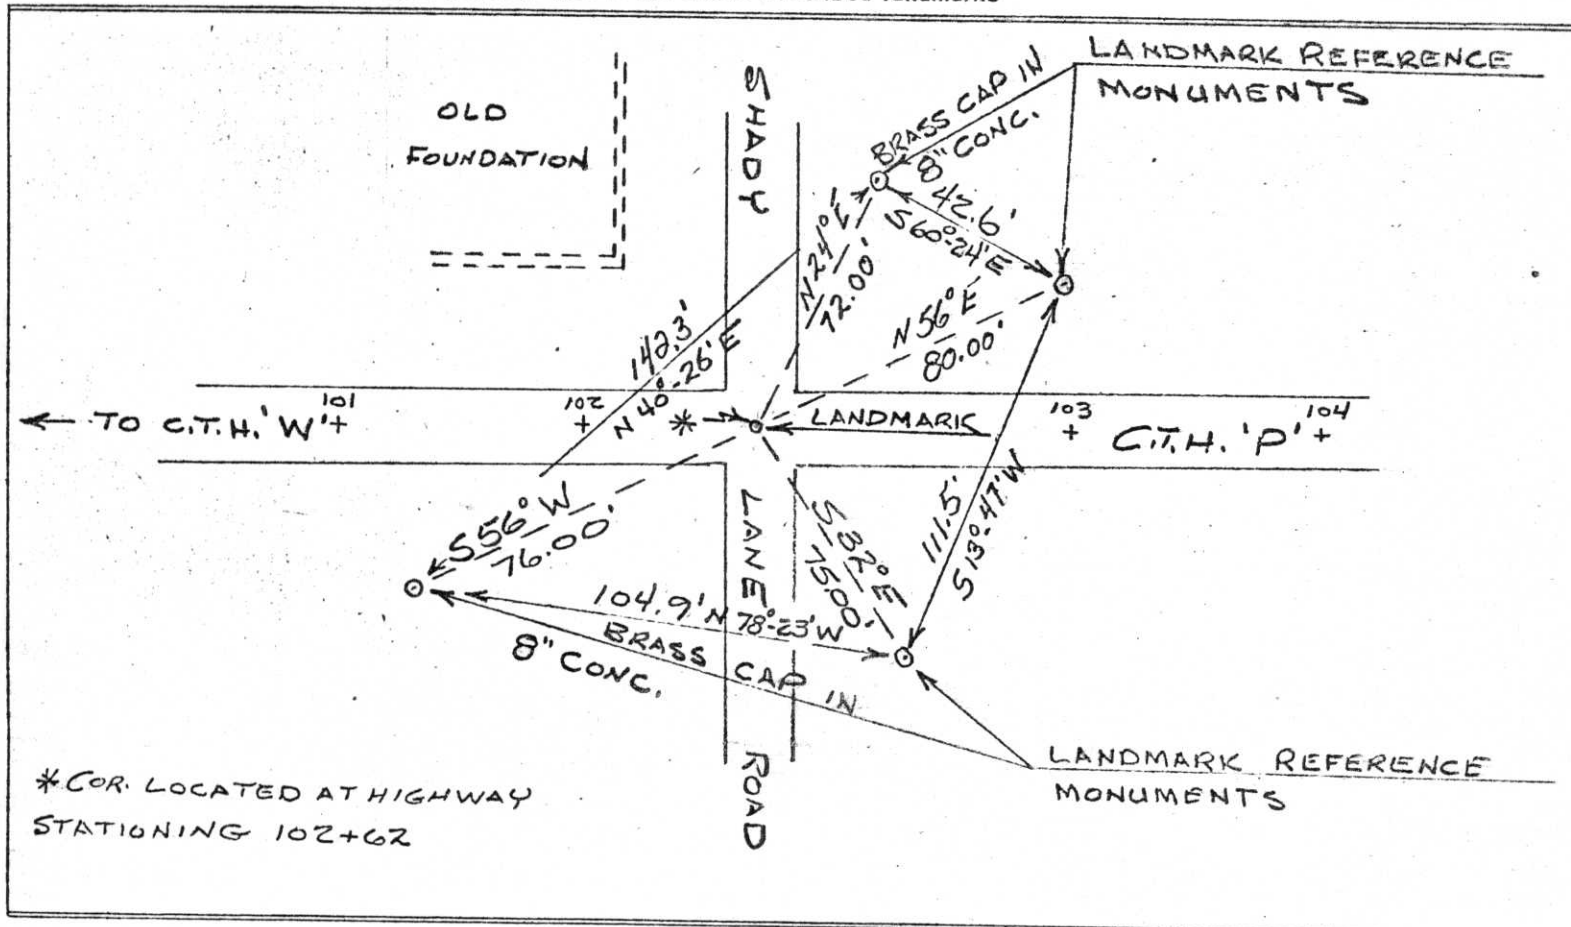 LANDMARK REFERENCE
MONUMENTS
OLD
FOUNDATION
SHADY
BRASS CAP IN
8" CONC.
42.6'
S60°-24'E
N24°E
72.00'
N56°E
80.00'
142.3'
N40°-26'E
101
102
103
104
← TO C.T.H. 'W'
*
LANDMARK
C.T.H. 'P'
S56°W
76.00'
LANE
S32°E
75.00'
111.5'
S13°-47'W
104.9' N78°-23'W
BRASS CAP IN
8" CONC.
ROAD
LANDMARK REFERENCE
MONUMENTS
* COR. LOCATED AT HIGHWAY
STATIONING 102+62